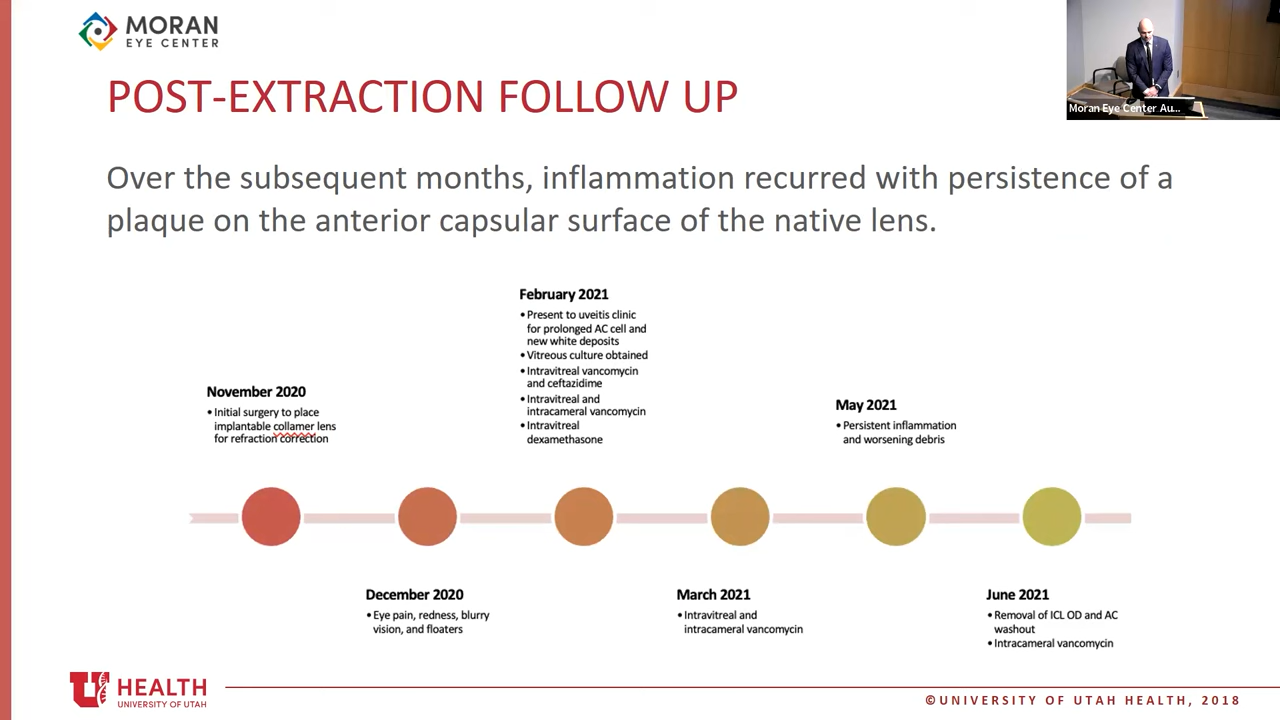 MORAN
EYE CENTER
Moran Eye Center Au...
POST-EXTRACTION FOLLOW UP
Over the subsequent months, inflammation recurred with persistence of a
plaque on the anterior capsular surface of the native lens.
November 2020
•Initial surgery to place
implantable collamer lens
for refraction correction
December 2020
•Eye pain, redness, blurry
vision, and floaters
February 2021
•Present to uveitis clinic
for prolonged AC cell and
new white deposits
•Vitreous culture obtained
•Intravitreal vancomycin
and ceftazidime
•Intravitreal and
intracameral vancomycin
•Intravitreal
dexamethasone
March 2021
•Intravitreal and
intracameral vancomycin
May 2021
•Persistent inflammation
and worsening debris
June 2021
•Removal of ICL OD and AC
washout
•Intracameral vancomycin
U
HEALTH
UNIVERSITY OF UTAH
©UNIVERSITY OF UTAH HEALTH, 2018